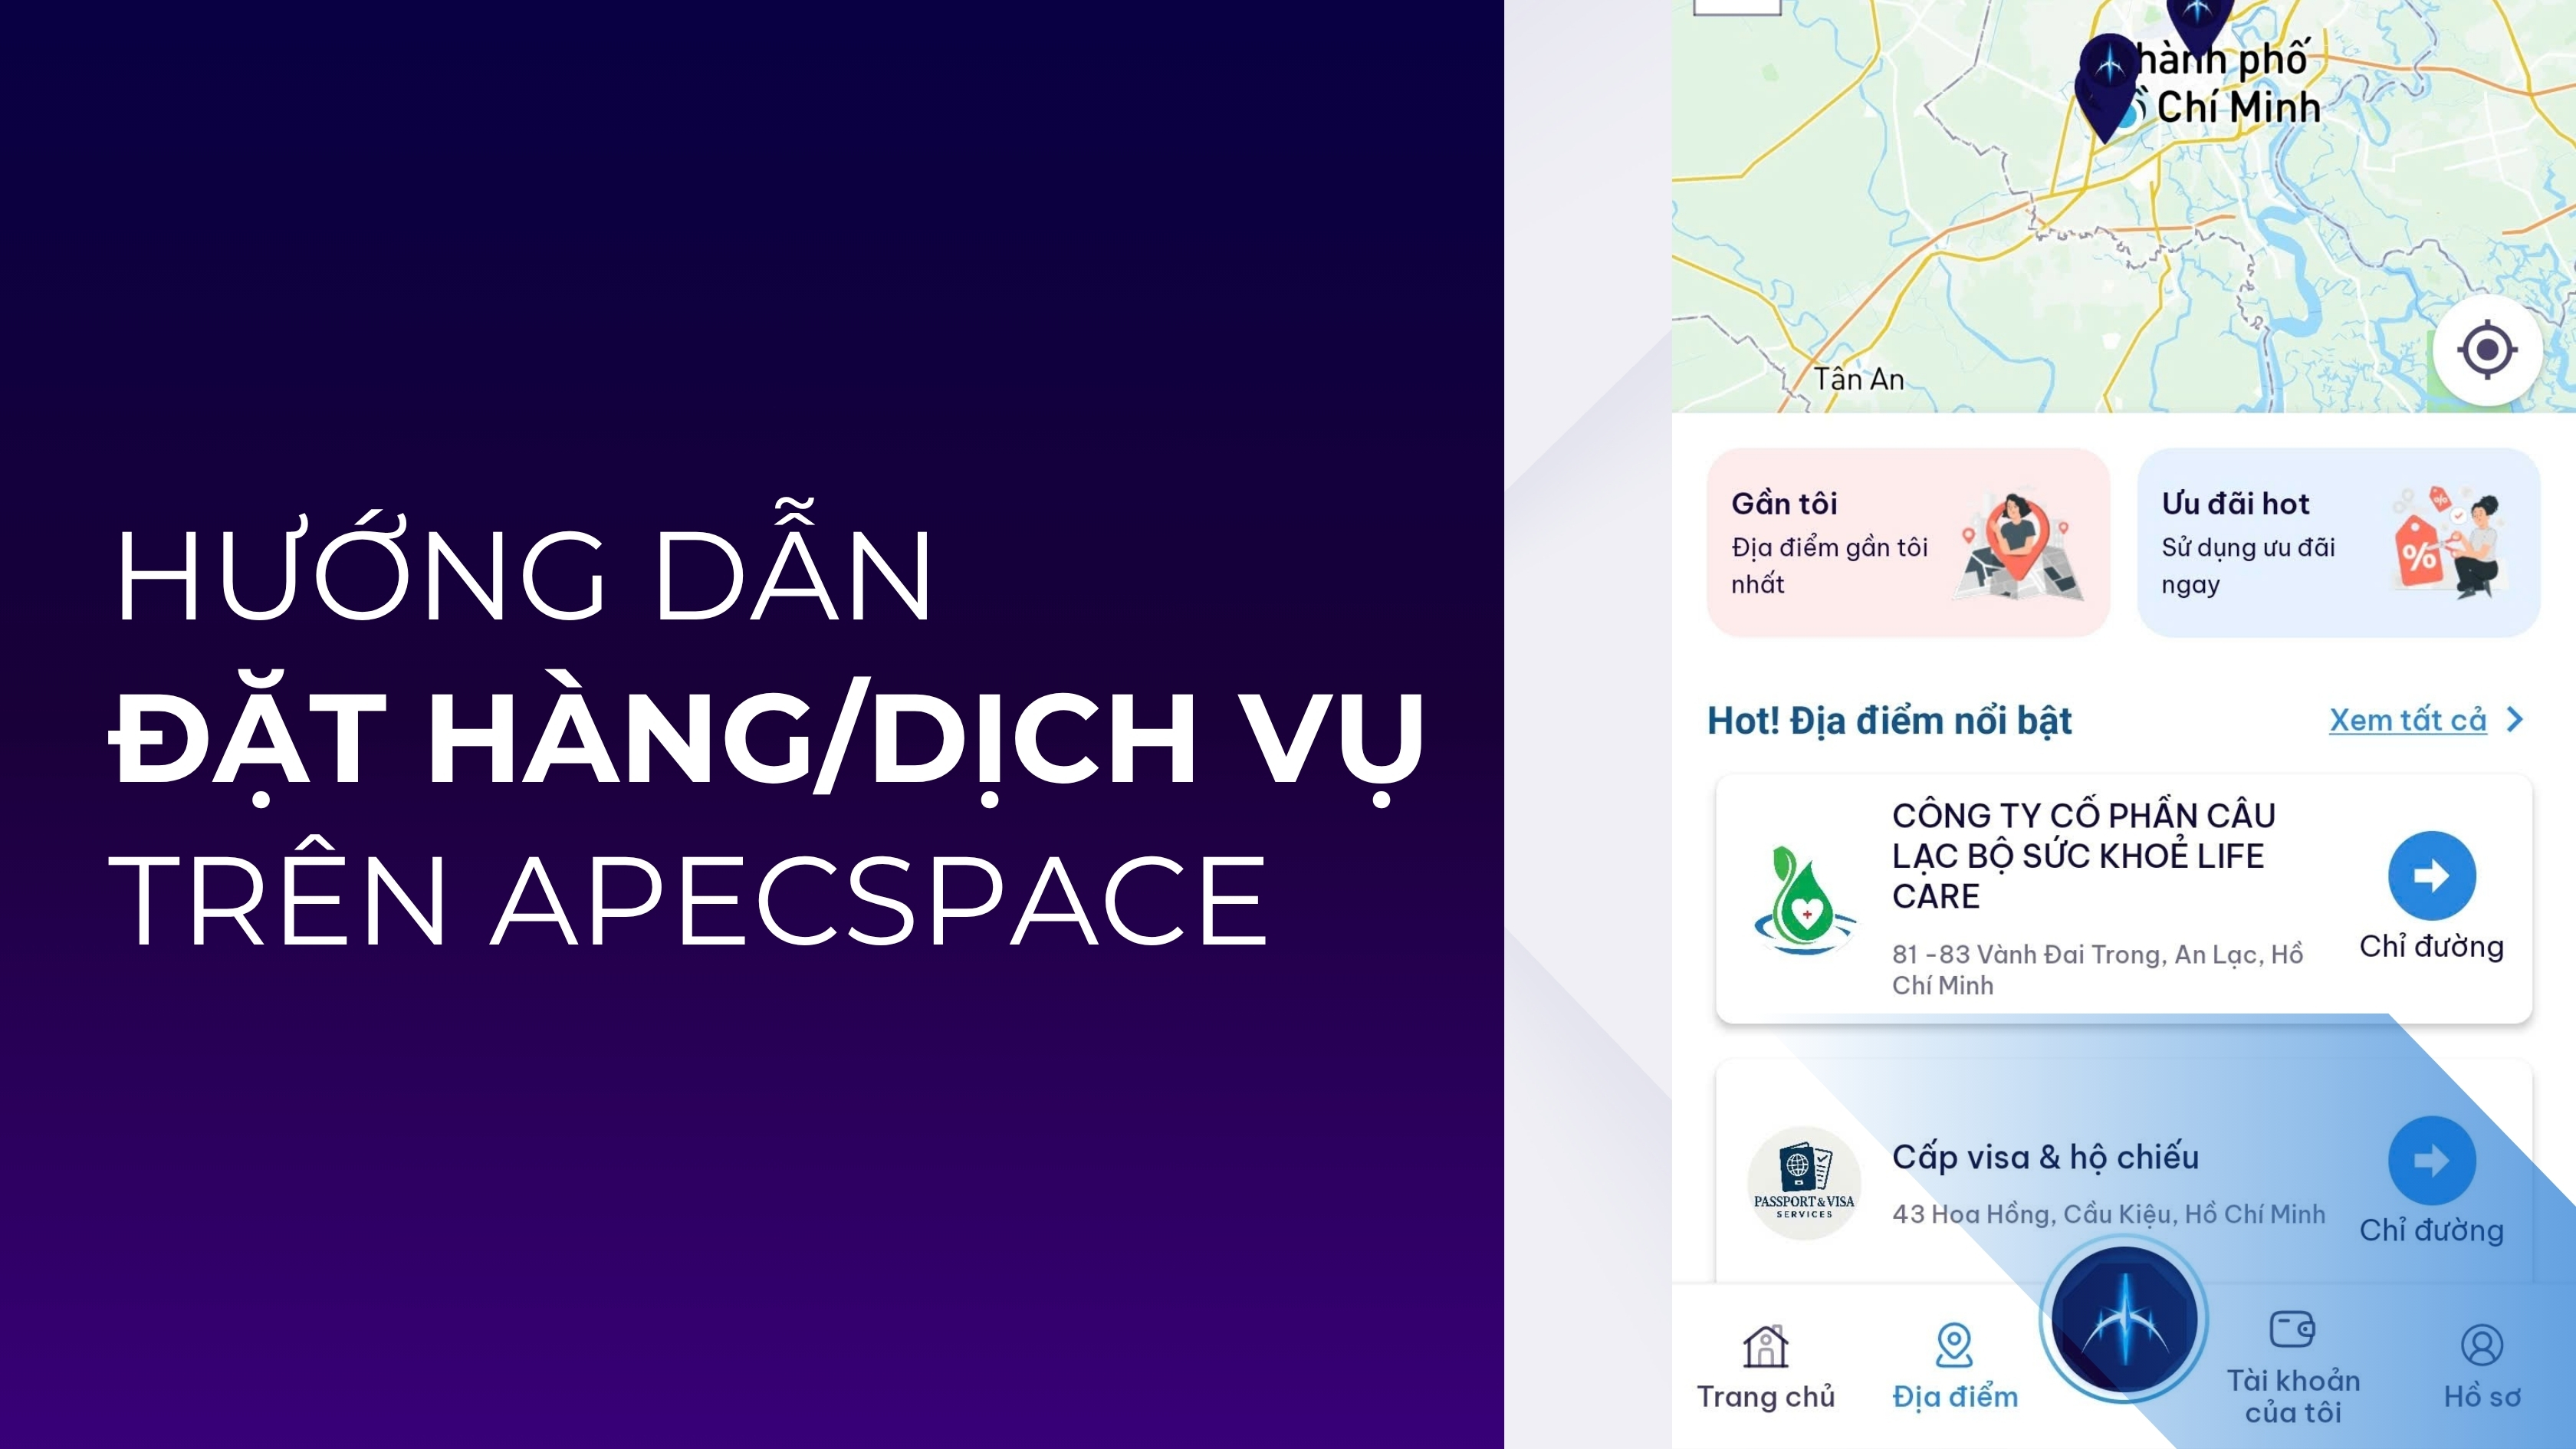 HƯỚNG DẪN
ĐẶT HÀNG/DỊCH VỤ
TRÊN APECSPACE
hành phố
Chí Minh
Tân An
Gần tôi
Địa điểm gần tôi
nhất
Ưu đãi hot
Sử dụng ưu đãi
ngay
%
%
Hot! Địa điểm nổi bật
Xem tất cả
CÔNG TY CỔ PHẦN CÂU
LẠC BỘ SỨC KHOẺ LIFE
CARE
81 -83 Vành Đai Trong, An Lạc, Hồ
Chí Minh
Chỉ đường
PASSPORT & VISA
SERVICES
Cấp visa & hộ chiếu
43 Hoa Hồng, Cầu Kiệu, Hồ Chí Minh
Chỉ đường
Trang chủ
Địa điểm
Tài khoản
của tôi
Hồ sơ